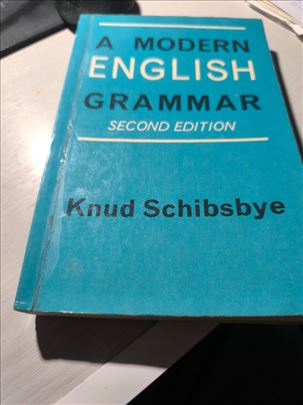 A MODERN
ENGLISH
GRAMMAR
SECOND EDITION
Knud Schibsbye